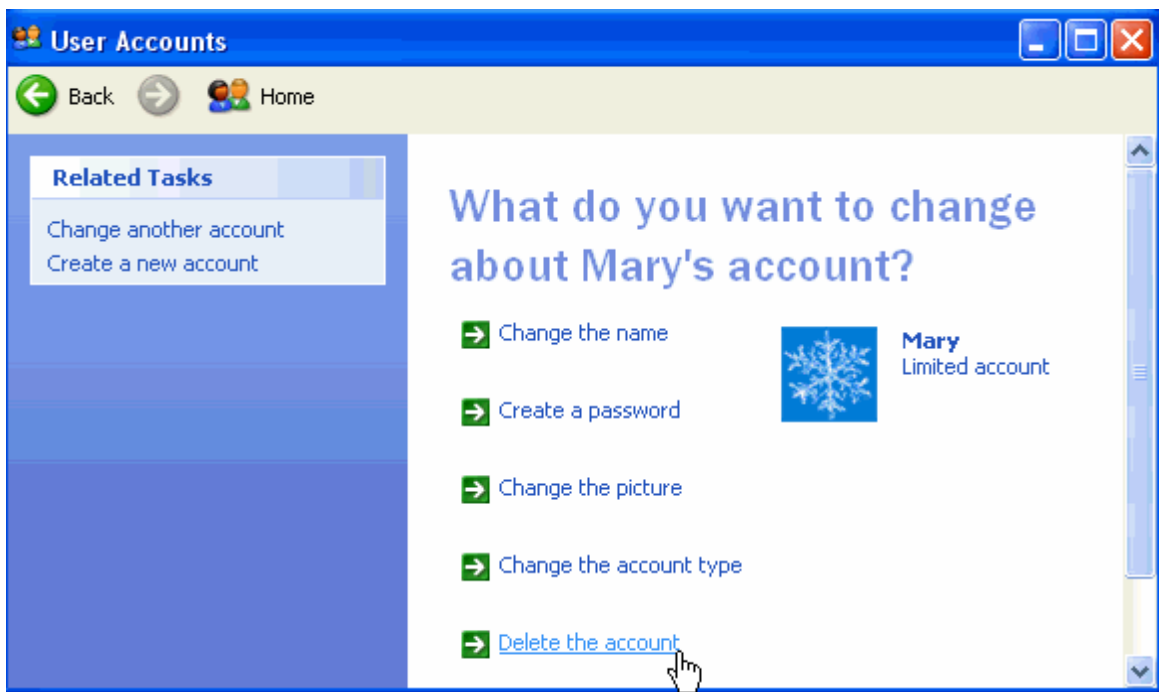 User Accounts
Back
Home
Related Tasks
Change another account
Create a new account
What do you want to change
about Mary's account?
Change the name
Mary
Limited account
Create a password
Change the picture
Change the account type
Delete the account